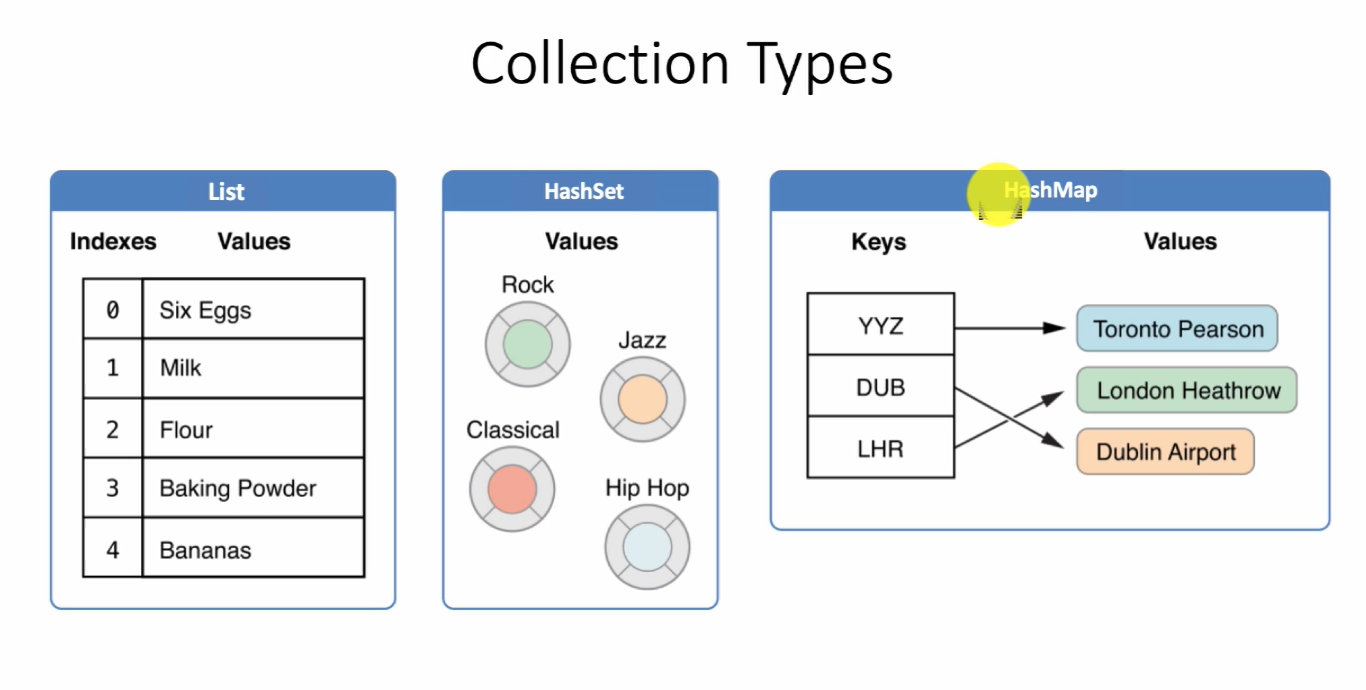 Collection Types
List
Indexes Values
0 Six Eggs
1 Milk
2 Flour
3 Baking Powder
4 Bananas
HashSet
Values
Rock
Jazz
Classical
Hip Hop
HashMap
Keys Values
YYZ Toronto Pearson
DUB London Heathrow
LHR Dublin Airport